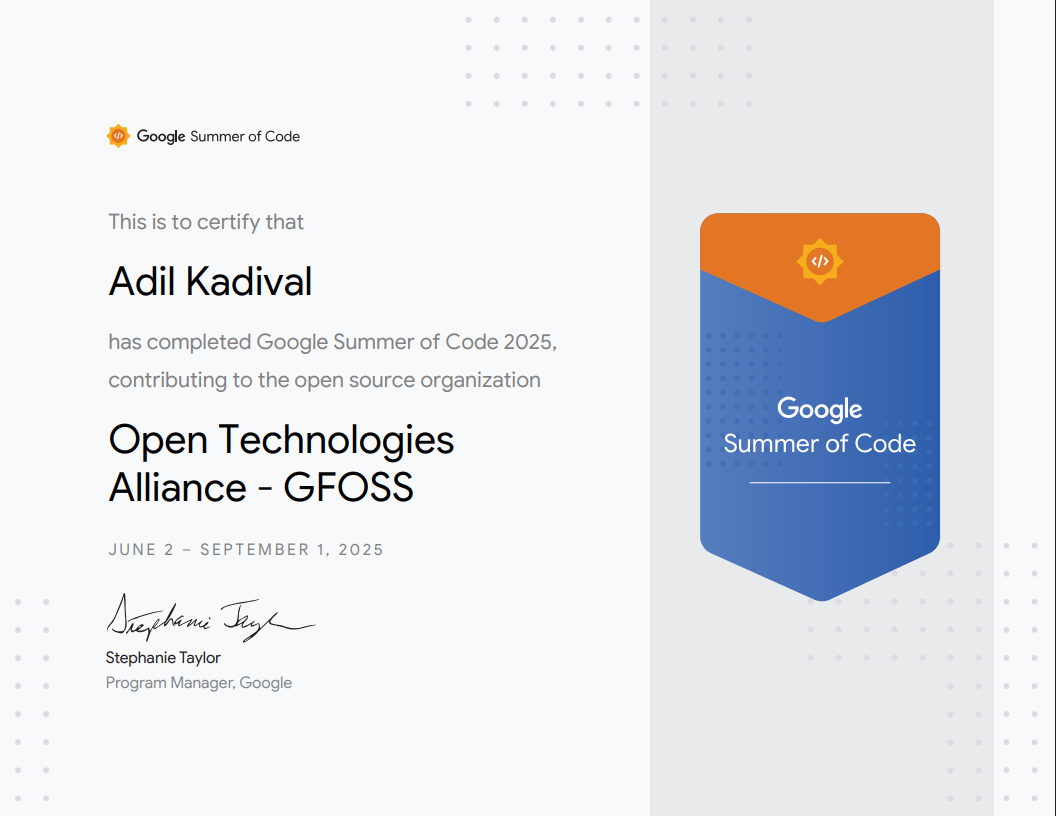 Google Summer of Code
This is to certify that
Adil Kadival
has completed Google Summer of Code 2025,
contributing to the open source organization
Open Technologies
Alliance - GFOSS
JUNE 2 – SEPTEMBER 1, 2025
Stephanie Taylor
Stephanie Taylor
Program Manager, Google
</>
Google
Summer of Code